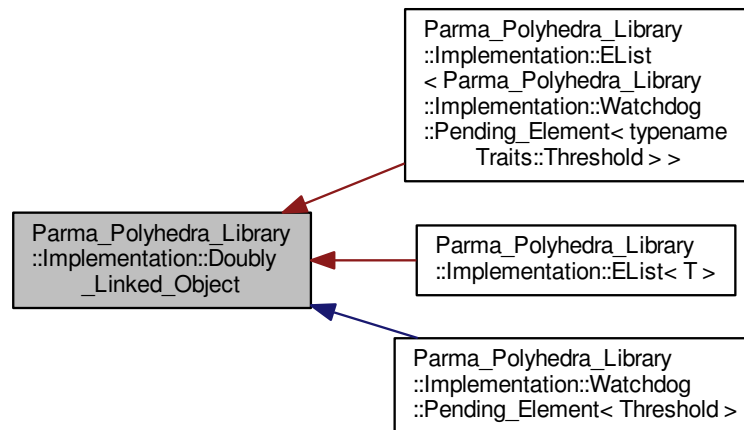 Parma_Polyhedra_Library
::Implementation::EList
< Parma_Polyhedra_Library
::Implementation::Watchdog
::Pending_Element< typename
Traits::Threshold > >
Parma_Polyhedra_Library
::Implementation::Doubly
_Linked_Object
Parma_Polyhedra_Library
::Implementation::EList< T >
Parma_Polyhedra_Library
::Implementation::Watchdog
::Pending_Element< Threshold >